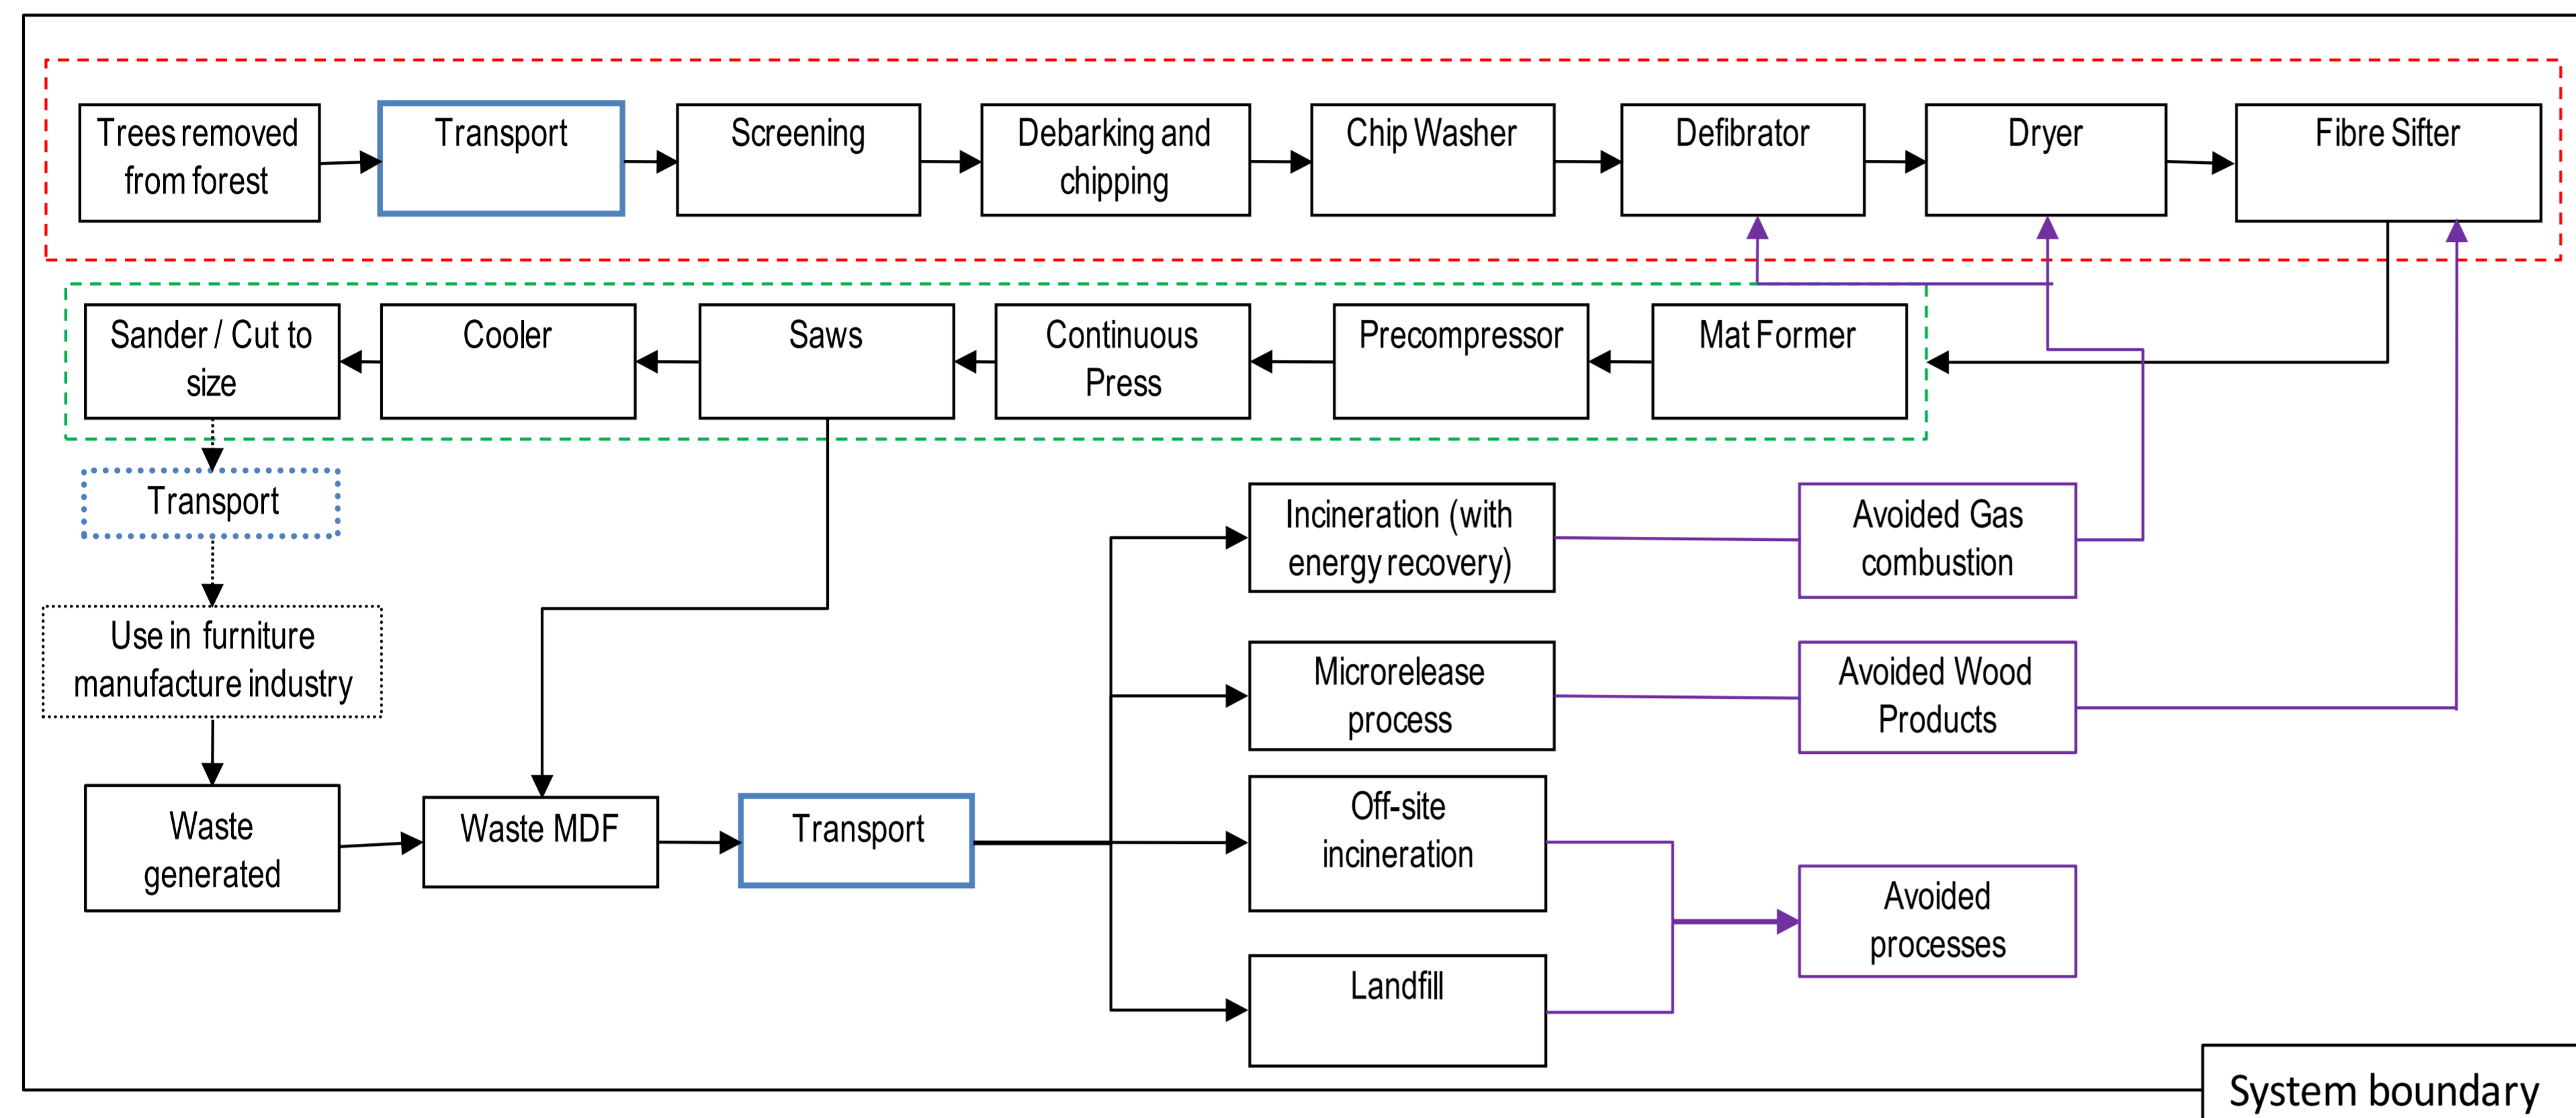 Trees removed
from forest
Transport
Screening
Debarking and
chipping
Chip Washer
Defibrator
Dryer
Fibre Sifter
Sander / Cut to
size
Cooler
Saws
Continuous
Press
Precompressor
Mat Former
Transport
Incineration (with
energy recovery)
Avoided Gas
combustion
Use in furniture
manufacture industry
Microrelease
process
Avoided Wood
Products
Waste
generated
Waste MDF
Transport
Off-site
incineration
Avoided
processes
Landfill
System boundary